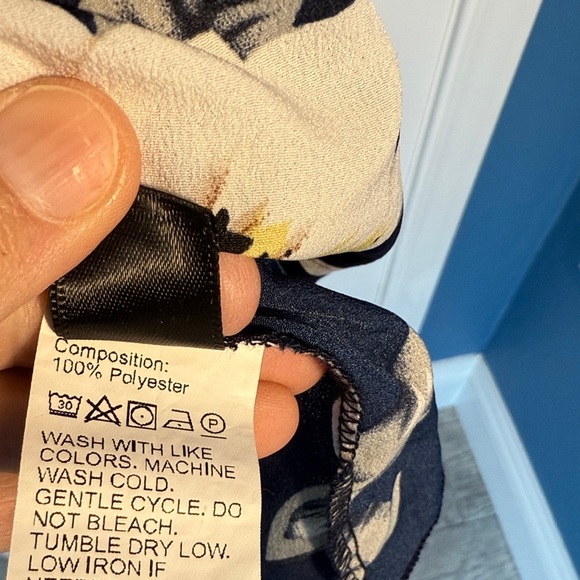 Composition:
100% Polyester
30 P
WASH WITH LIKE
COLORS. MACHINE
WASH COLD.
GENTLE CYCLE. DO
NOT BLEACH.
TUMBLE DRY LOW.
LOW IRON IF